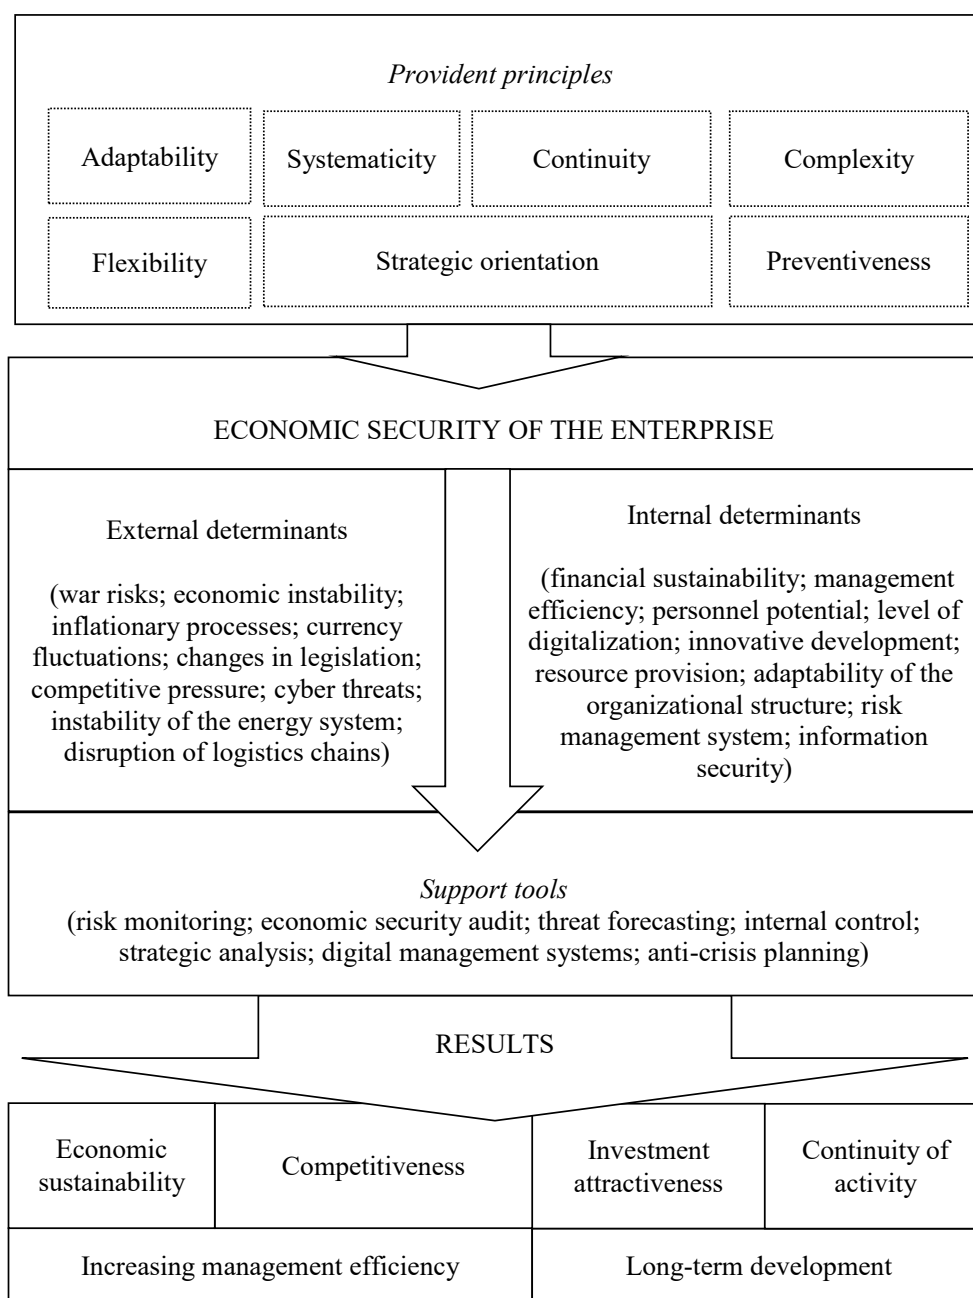 Provident principles
Adaptability
Systematicity
Continuity
Complexity
Flexibility
Strategic orientation
Preventiveness
ECONOMIC SECURITY OF THE ENTERPRISE
External determinants
(war risks; economic instability;
inflationary processes; currency
fluctuations; changes in legislation;
competitive pressure; cyber threats;
instability of the energy system;
disruption of logistics chains)
Internal determinants
(financial sustainability; management
efficiency; personnel potential; level of
digitalization; innovative development;
resource provision; adaptability of the
organizational structure; risk
management system; information
security)
Support tools
(risk monitoring; economic security audit; threat forecasting; internal control;
strategic analysis; digital management systems; anti-crisis planning)
RESULTS
Economic
sustainability
Competitiveness
Investment
attractiveness
Continuity of
activity
Increasing management efficiency
Long-term development